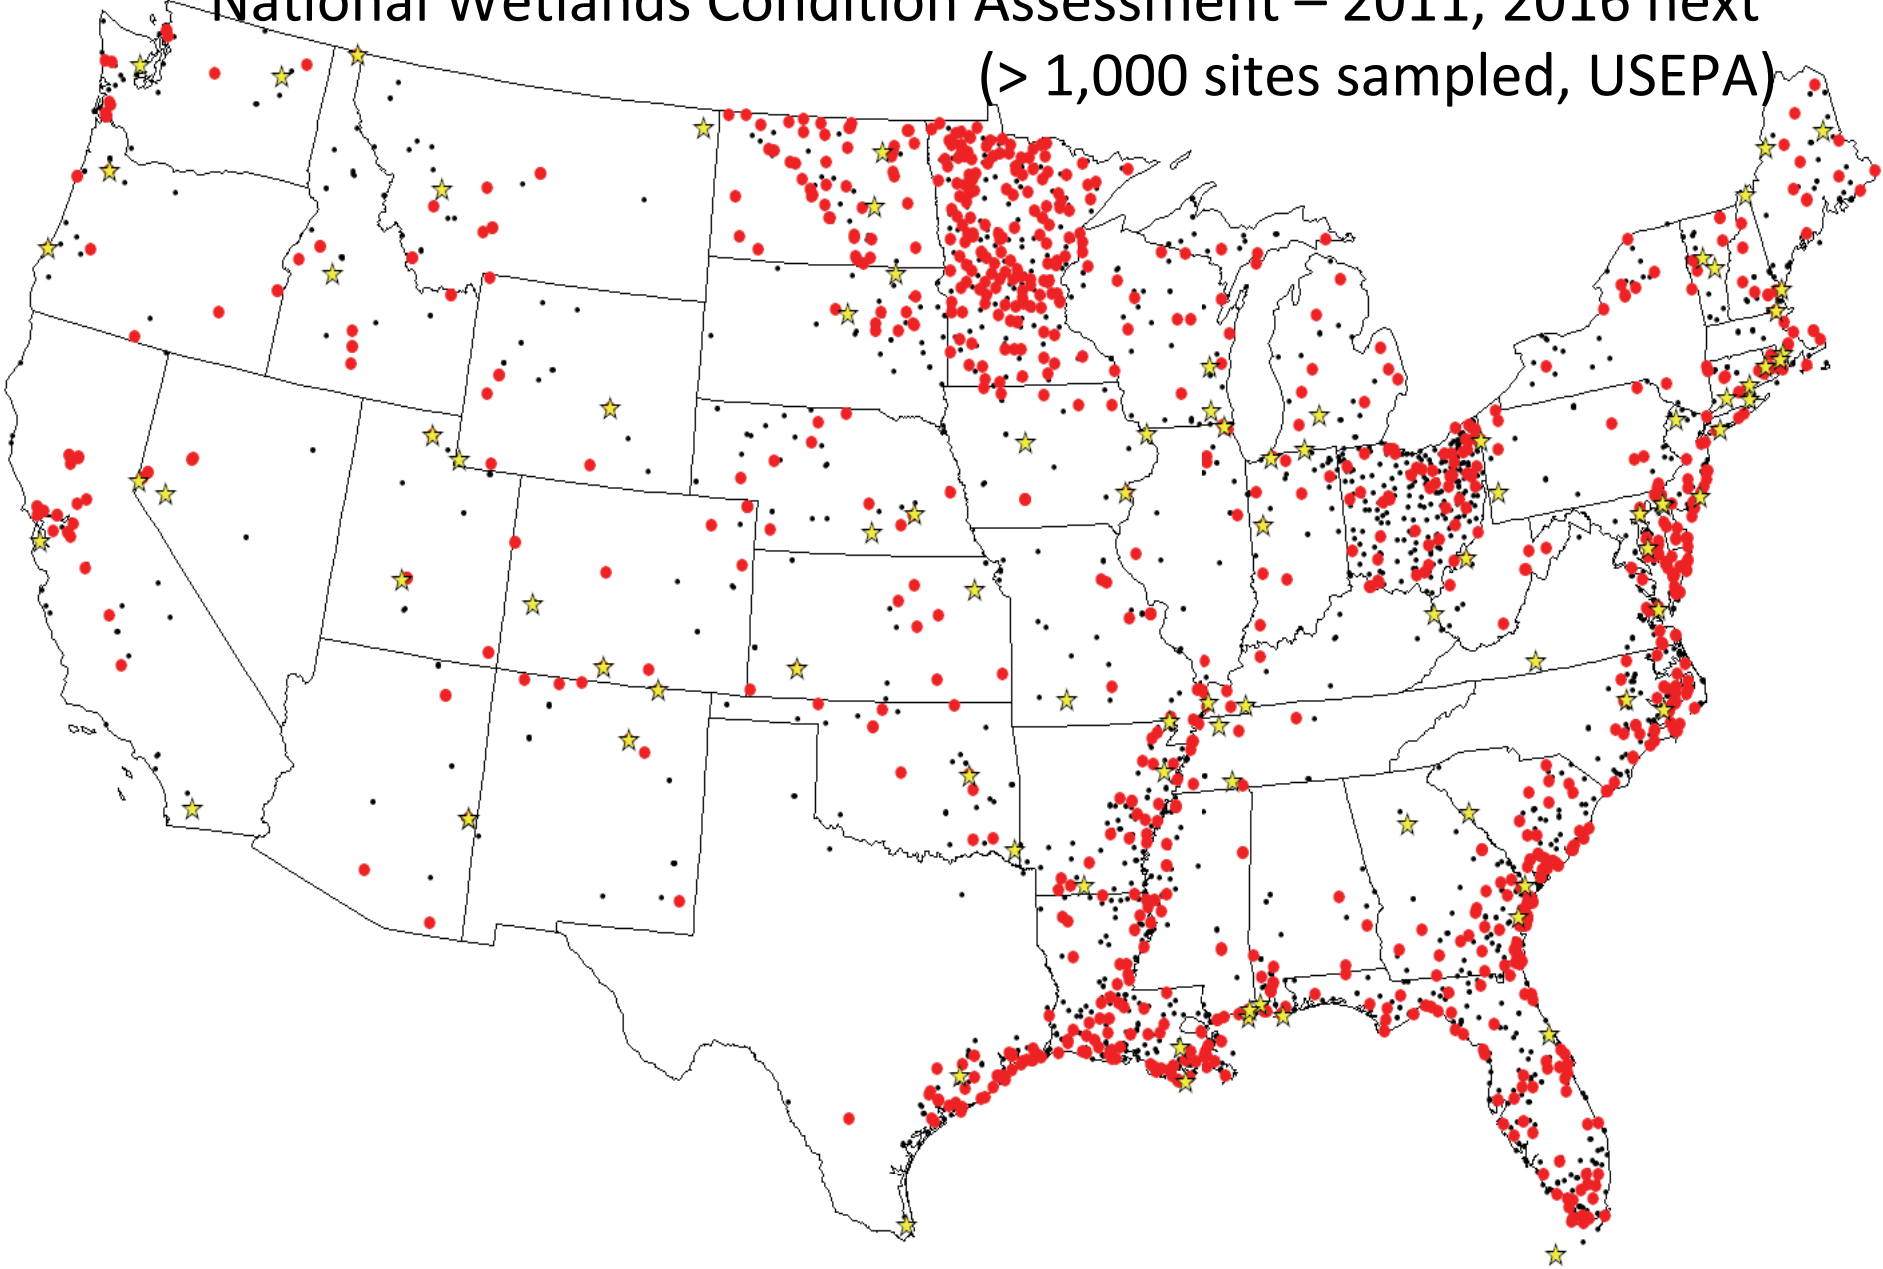 National Wetlands Condition Assessment – 2011, 2016 next
(> 1,000 sites sampled, USEPA)